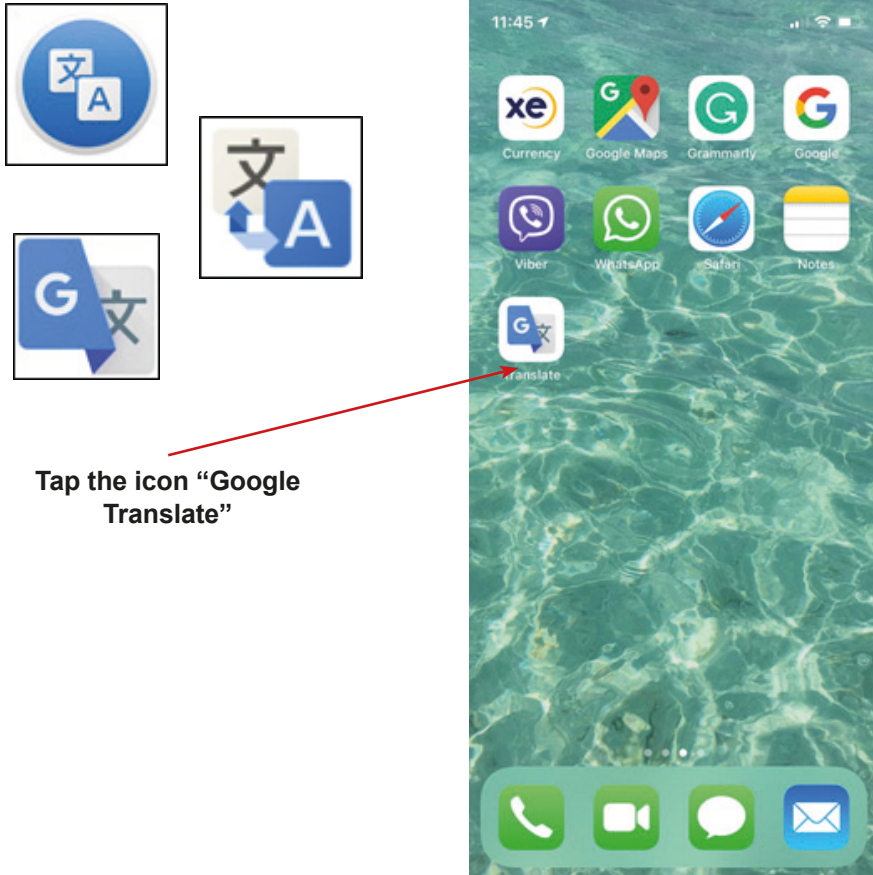 文
A
文
A
G
文
Tap the icon “Google
Translate”
11:45
xe
G
G
G
Currency
Google Maps
Grammarly
Google
Viber
WhatsApp
Safari
Notes
G
文
Translate